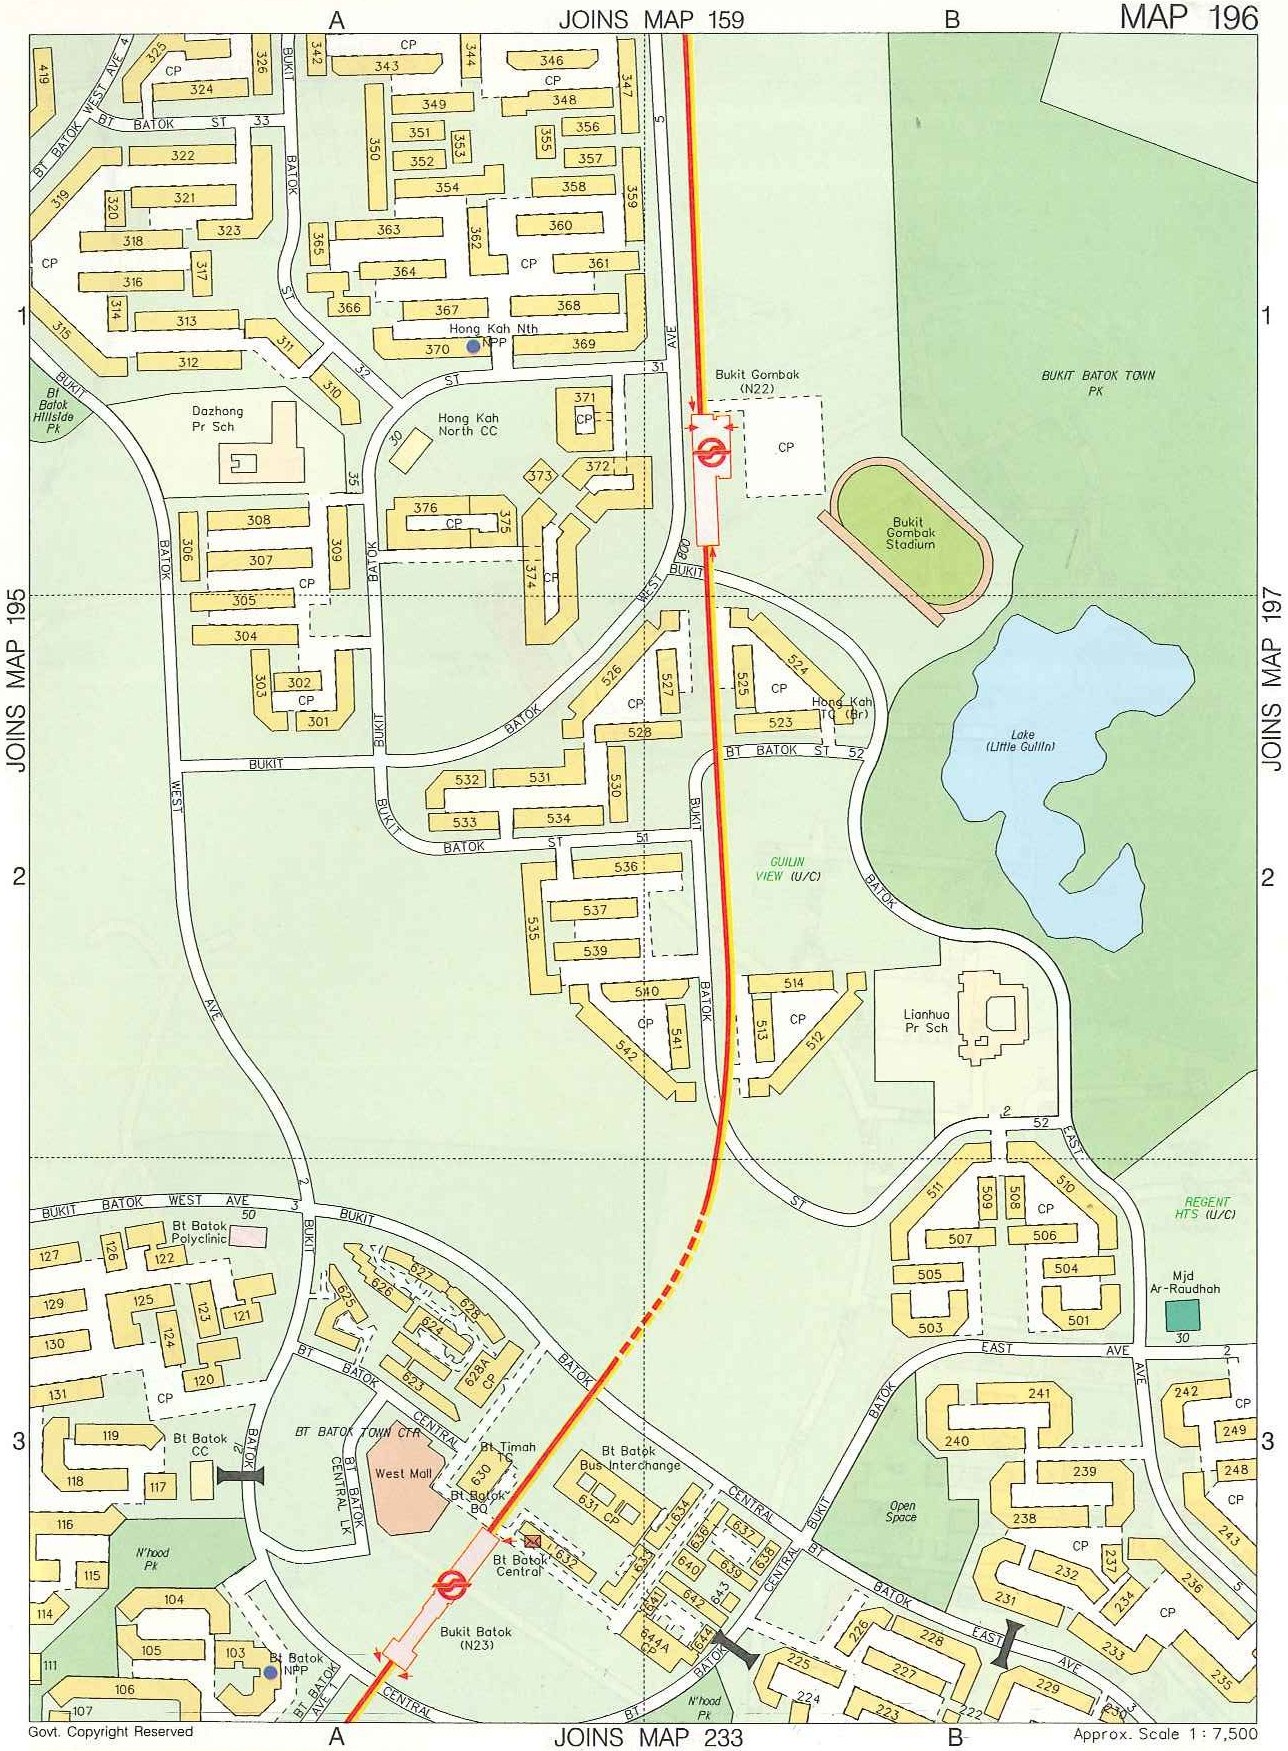 A
JOINS MAP 159
B
MAP 196
419
BT BATOK WEST AVE 4
325
CP
324
326
BUKIT
342
CP
343
344
346
CP
347
348
349
350
351
352
353
354
355
356
357
358
359
5
BT BATOK ST 33
322
319
320
321
323
318
CP
316
317
314
313
315
312
311
310
BATOK
ST
32
365
363
362
360
364
CP
361
366
367
368
Hong Kah Nth
NPP
370
369
AVE
1
1
ST
31
BUKIT
Bt
Batok
Hillside
Pk
Dazhong
Pr Sch
30
Hong Kah
North CC
371
CP
372
373
Bukit Gombak
(N22)
CP
BUKIT BATOK TOWN
PK
Bukit
Gombak
Stadium
35
308
306
307
309
CP
305
304
303
302
CP
301
BATOK
BATOK
376
CP
375
374
CP
800
BUKIT
WEST
JOINS MAP 195
JOINS MAP 197
526
527
CP
528
525
524
CP
523
Hong Kah
TC (Br)
Lake
(Little Guilin)
BUKIT
BUKIT
BATOK
BT BATOK ST 52
WEST
BUKIT
532
531
530
533
534
BATOK ST 51
BUKIT
536
537
535
539
540
CP
541
542
2
2
GUILIN
VIEW (U/C)
BATOK
514
513
CP
512
BATOK
Lianhua
Pr Sch
AVE
2
52
EAST
ST
2
BUKIT BATOK WEST AVE 3
50
BUKIT
BUKIT
Bt Batok
Polyclinic
127
126
122
129
125
123
121
124
130
120
131
CP
119
118
117
116
115
114
111
107
106
105
104
103
Bt Batok
NPP
Bt Batok
CC
21
BATOK
N'hood
Pk
625
627
626
628
624
623
628A
CP
BT BATOK CENTRAL
BT BATOK TOWN CTR
BT BATOK CENTRAL LK
West Mall
Bt Timah
TC
630
Bt Batok
BQ
BATOK
CENTRAL
Bt Batok
Bus Interchange
631
CP
634
636
637
638
639
640
632
633
641
642
643
644
644A
CP
Bt Batok
Central
Bukit Batok
(N23)
BT BATOK AVE 1
CENTRAL
BT BATOK CENTRAL
N'hood
Pk
511
509
508
510
CP
507
506
505
504
503
501
REGENT
HTS (U/C)
Mjd
Ar-Raudhah
30
BUKIT BATOK EAST AVE 2
AVE
5
Open
Space
241
240
239
238
CP
237
242
CP
249
248
CP
243
232
231
234
236
CP
233
235
BT BATOK EAST AVE 3
226
228
225
227
224
223
222
229
230
3
3
Govt. Copyright Reserved
A
JOINS MAP 233
B
Approx. Scale 1 : 7,500